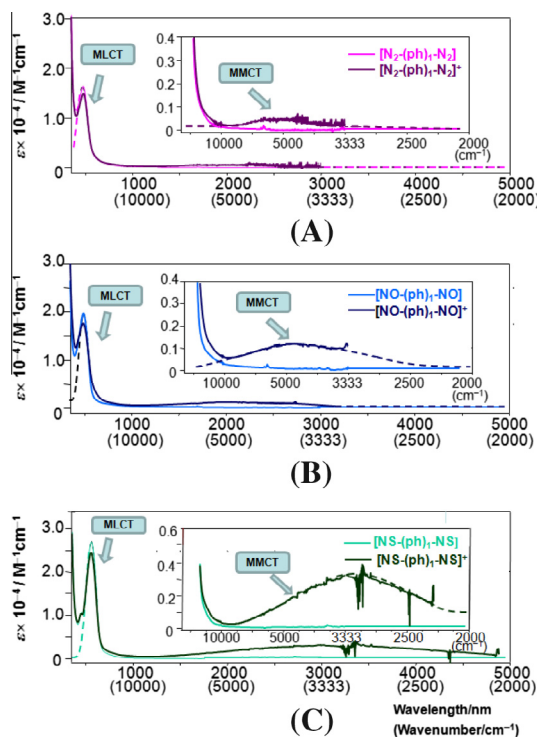 (A)
ε× 10⁻⁴ / M⁻¹cm⁻¹
3.0
2.0
1.0
0
MLCT
MMCT
0.4
0.3
0.2
0.1
0
[N₂-(ph)₁-N₂]
[N₂-(ph)₁-N₂]⁺
10000 5000 3333 2500 2000
(cm⁻¹)
1000 2000 3000 4000 5000
(10000) (5000) (3333) (2500) (2000)
(A)
(B)
ε× 10⁻⁴ / M⁻¹cm⁻¹
3.0
2.0
1.0
0
MLCT
MMCT
0.4
0.3
0.2
0.1
0
[NO-(ph)₁-NO]
[NO-(ph)₁-NO]⁺
10000 5000 3333 2500 2000
(cm⁻¹)
1000 2000 3000 4000 5000
(10000) (5000) (3333) (2500) (2000)
(B)
(C)
ε× 10⁻⁴ / M⁻¹cm⁻¹
3.0
2.0
1.0
0
MLCT
MMCT
0.6
0.4
0.2
0
[NS-(ph)₁-NS]
[NS-(ph)₁-NS]⁺
10000 5000 3333 2500 2000
(cm⁻¹)
1000 2000 3000 4000 5000
(10000) (5000) (3333) (2500) (2000)
(C)
Wavelength/nm
(Wavenumber/cm⁻¹)